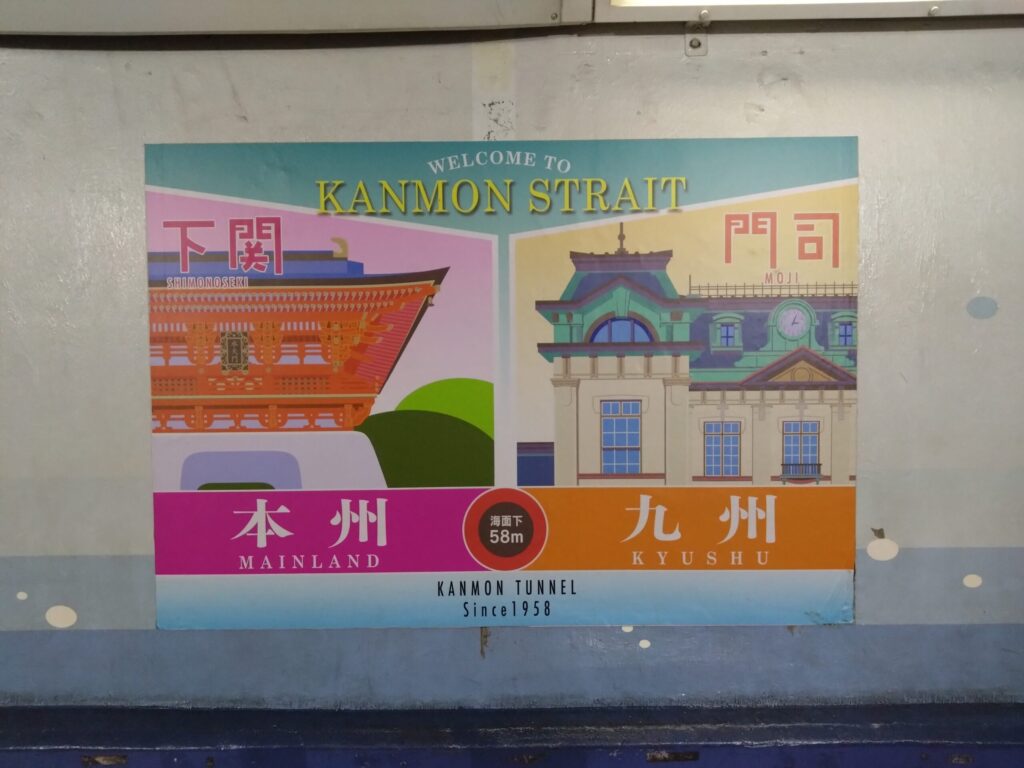 WELCOME TO
KANMON STRAIT
下関
SHIMONOSEKI
門司
MOJI
本州
MAINLAND
海面下
58m
九州
KYUSHU
KANMON TUNNEL
Since1958